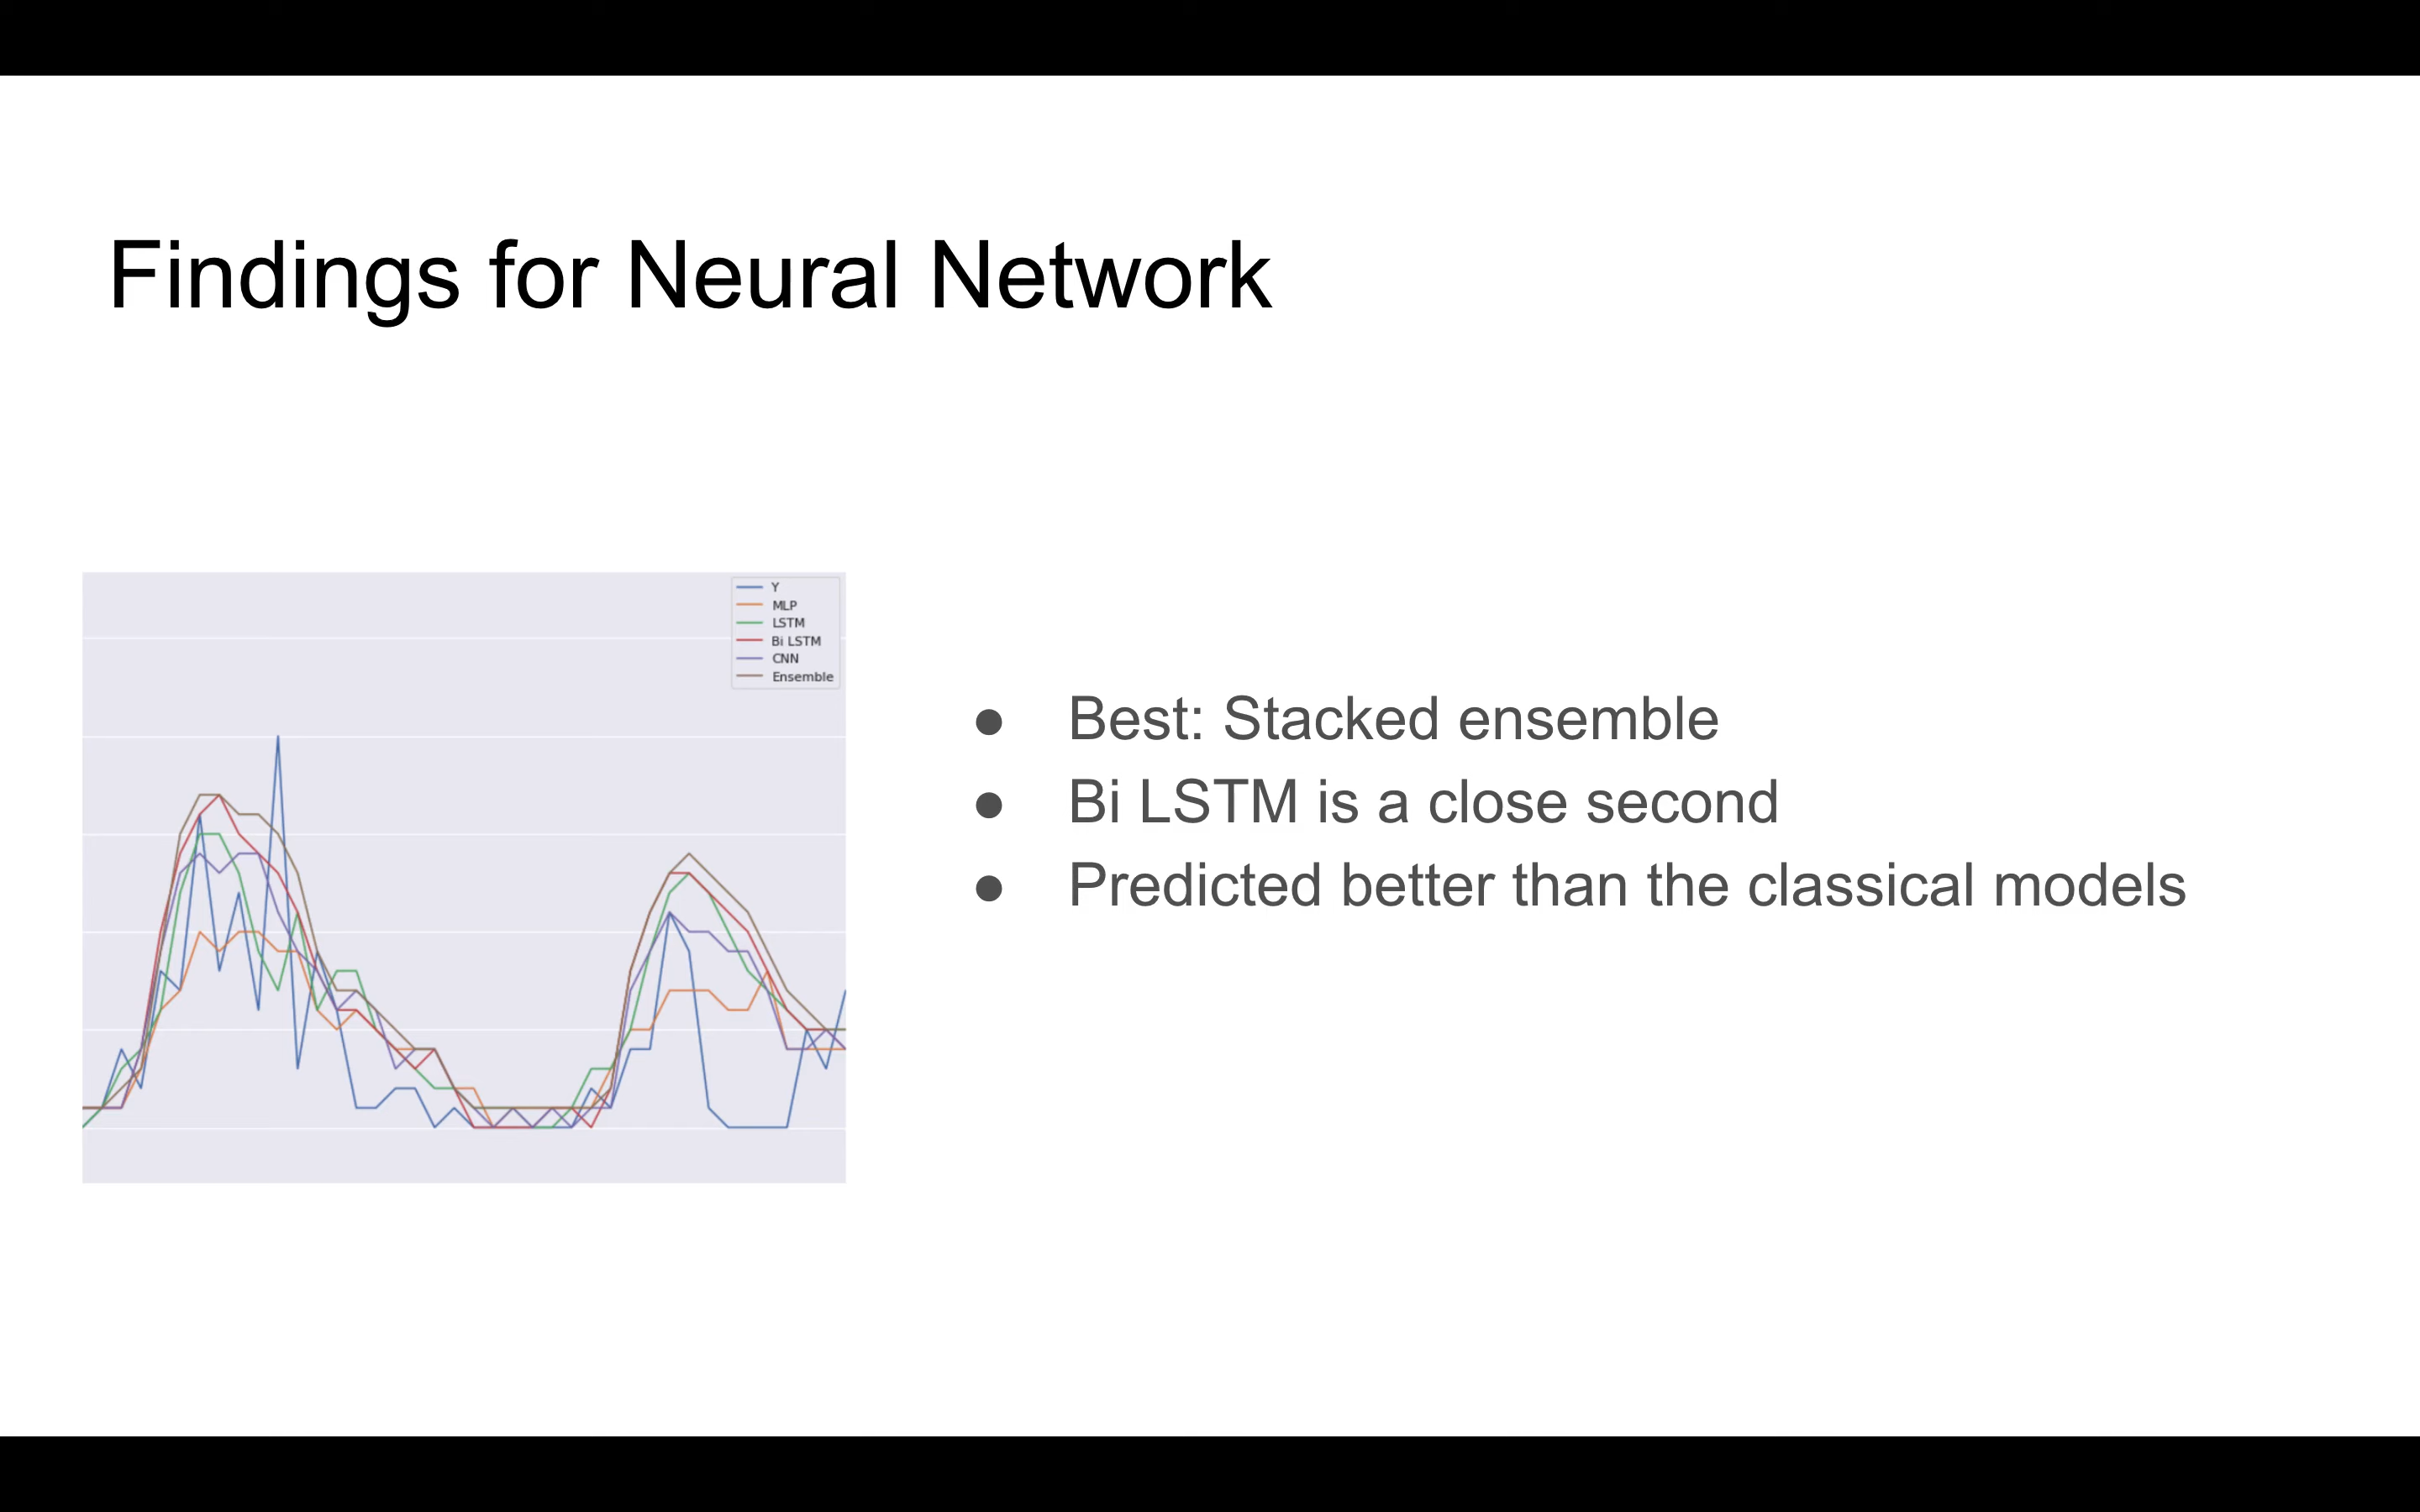 Findings for Neural Network
Y
MLP
LSTM
Bi LSTM
CNN
Ensemble
● Best: Stacked ensemble
● Bi LSTM is a close second
● Predicted better than the classical models